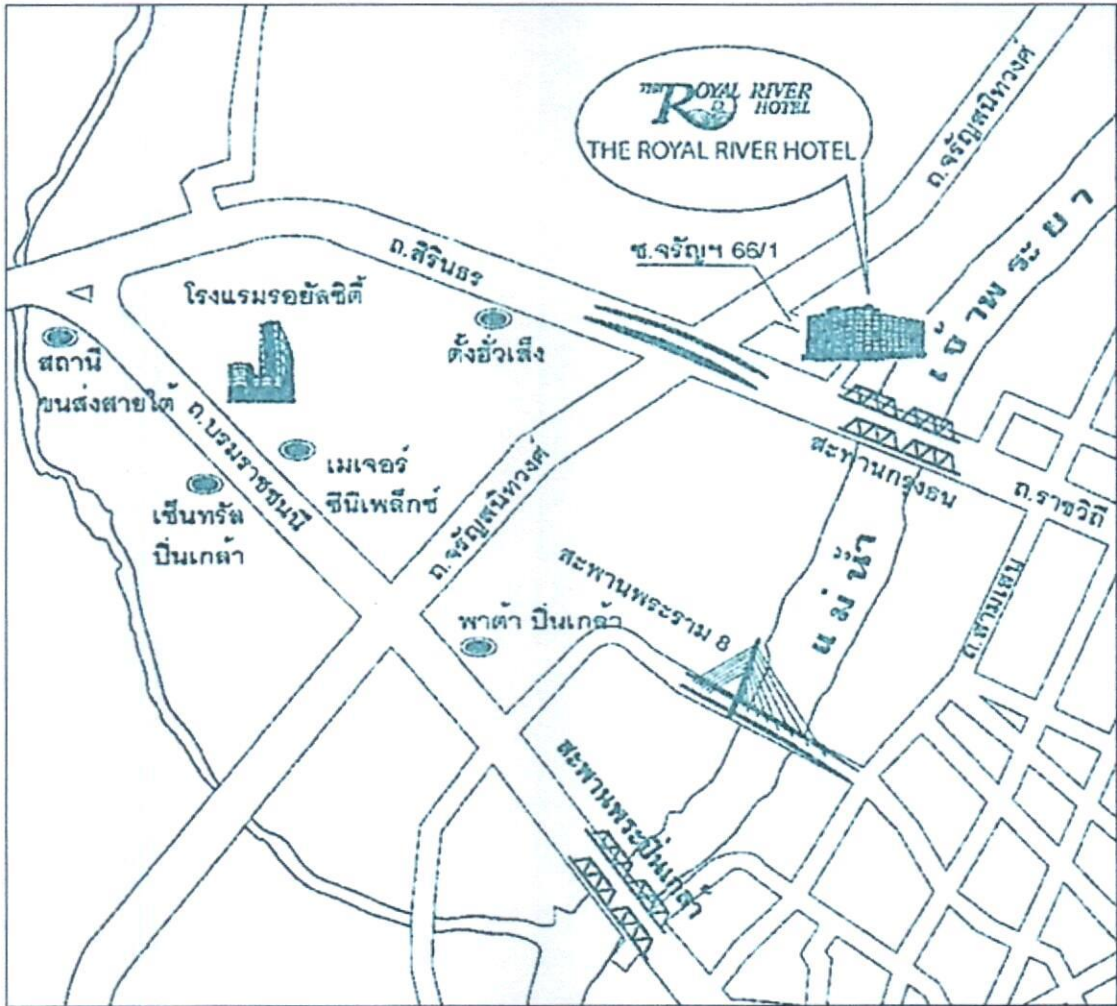 THE ROYAL RIVER
HOTEL
THE ROYAL RIVER HOTEL
ถ.จรัญสนิทวงศ์
ถ.สิรินธร
ซ.จรัญฯ 66/1
แม่น้ำ
เจ้าพระยา
โรงแรมรอยัลซิตี้
ตั้งฮั่วเส็ง
สถานี
ขนส่งสายใต้
ถ.บรมราชชนนี
เมเจอร์
ซีนีเพล็กซ์
เซ็นทรัล
ปิ่นเกล้า
ถ.จรัญสนิทวงศ์
สะพานกรุงธน
ถ.ราชวิถี
ถ.สามเสน
สะพานพระราม 8
พาต้า ปิ่นเกล้า
สะพานพระปิ่นเกล้า